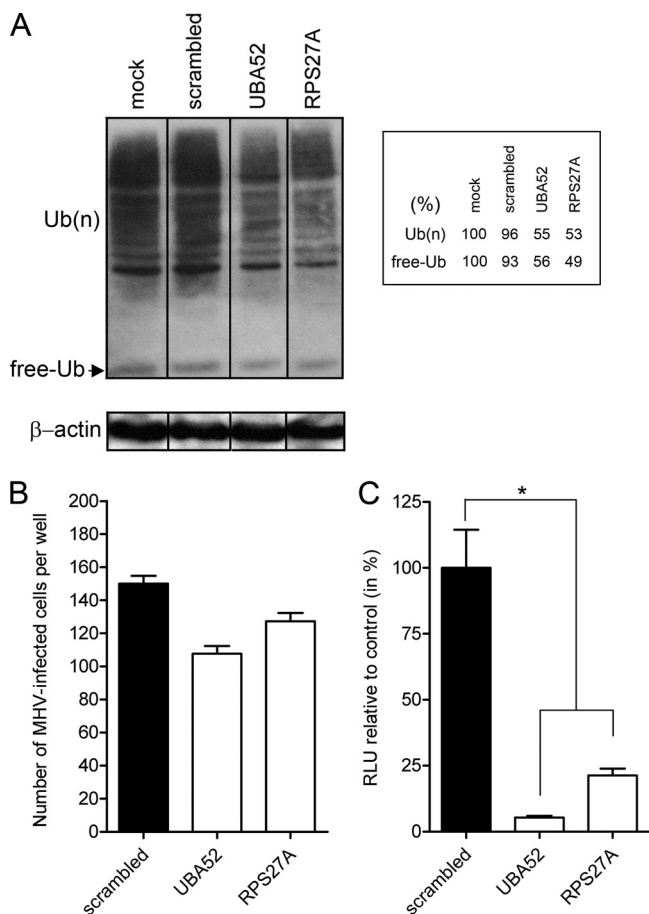 A
mock
scrambled
UBA52
RPS27A
Ub(n)
free-Ub
β–actin
(%) mock scrambled UBA52 RPS27A
Ub(n) 100 96 55 53
free-Ub 100 93 56 49
B
Number of MHV-infected cells per well
200
180
160
140
120
100
80
60
40
20
0
scrambled
UBA52
RPS27A
C
RLU relative to control (in %)
125
100
75
50
25
0
*
scrambled
UBA52
RPS27A